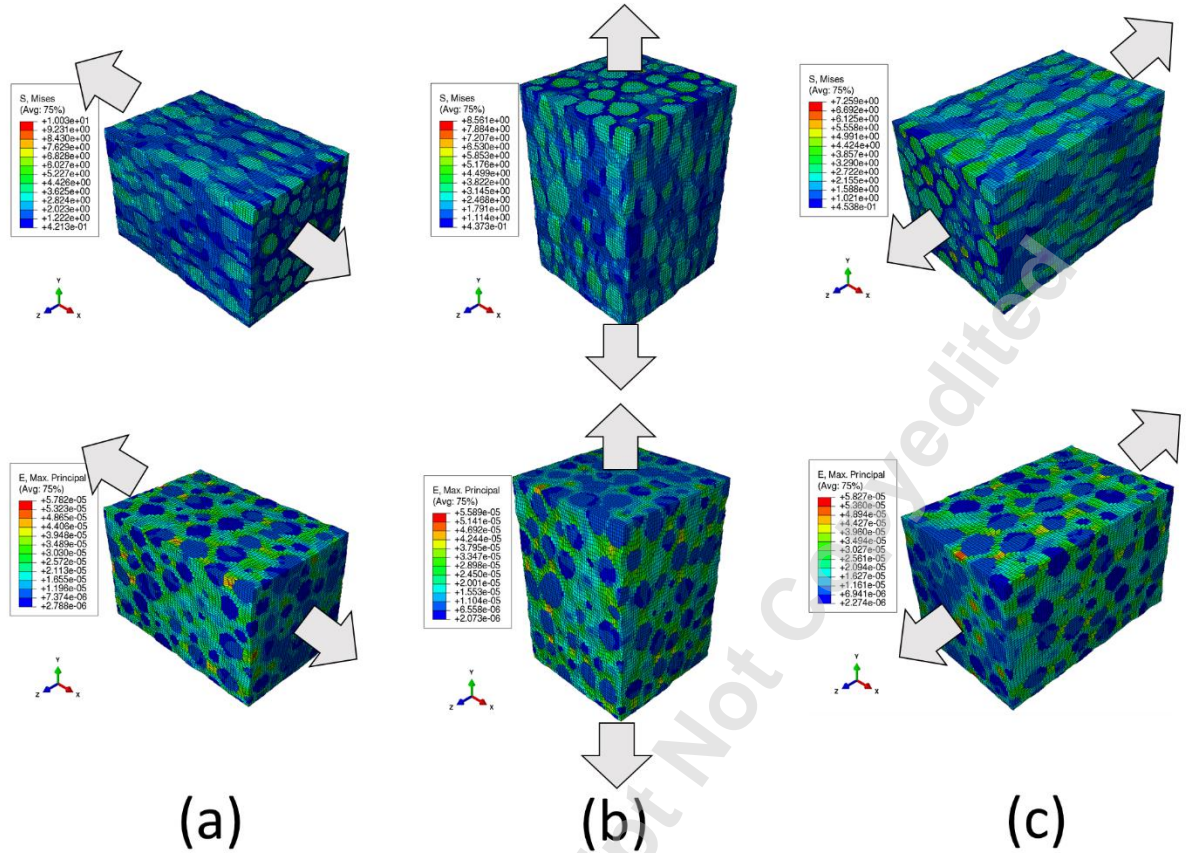 S, Mises
(Avg: 75%)
+1.003e+01
+9.231e+00
+8.430e+00
+7.629e+00
+6.828e+00
+6.027e+00
+5.227e+00
+4.426e+00
+3.625e+00
+2.824e+00
+2.023e+00
+1.222e+00
+4.213e-01
Y
Z
X
S, Mises
(Avg: 75%)
+8.561e+00
+7.884e+00
+7.207e+00
+6.530e+00
+5.853e+00
+5.176e+00
+4.499e+00
+3.822e+00
+3.145e+00
+2.468e+00
+1.791e+00
+1.114e+00
+4.373e-01
Y
Z
X
S, Mises
(Avg: 75%)
+7.259e+00
+6.692e+00
+6.125e+00
+5.558e+00
+4.991e+00
+4.424e+00
+3.857e+00
+3.290e+00
+2.722e+00
+2.155e+00
+1.588e+00
+1.021e+00
+4.538e-01
Y
Z
X
E, Max. Principal
(Avg: 75%)
+5.782e-05
+5.323e-05
+4.865e-05
+4.406e-05
+3.948e-05
+3.489e-05
+3.030e-05
+2.572e-05
+2.113e-05
+1.655e-05
+1.196e-05
+7.374e-06
+2.788e-06
Y
Z
X
E, Max. Principal
(Avg: 75%)
+5.589e-05
+5.141e-05
+4.692e-05
+4.244e-05
+3.795e-05
+3.347e-05
+2.898e-05
+2.450e-05
+2.001e-05
+1.553e-05
+1.104e-05
+6.558e-06
+2.073e-06
Y
Z
X
E, Max. Principal
(Avg: 75%)
+5.827e-05
+5.360e-05
+4.894e-05
+4.427e-05
+3.960e-05
+3.494e-05
+3.027e-05
+2.561e-05
+2.094e-05
+1.627e-05
+1.161e-05
+6.941e-06
+2.274e-06
Y
Z
X
ipt Not Copyedited
(a)
(b)
(c)